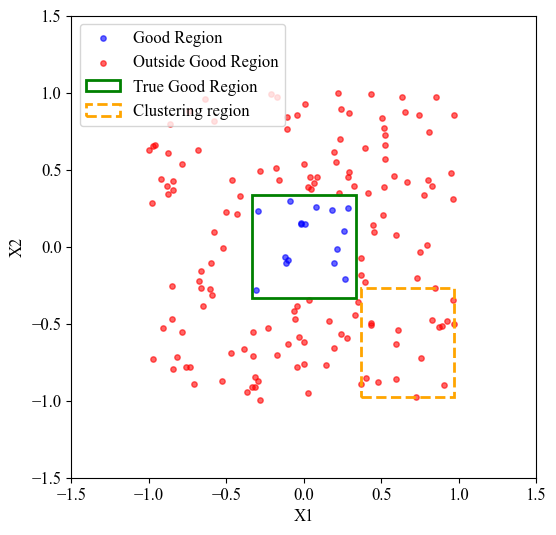 1.5
1.0
0.5
0.0
−0.5
−1.0
−1.5
X2
Good Region
Outside Good Region
True Good Region
Clustering region
−1.5 −1.0 −0.5 0.0 0.5 1.0 1.5
X1